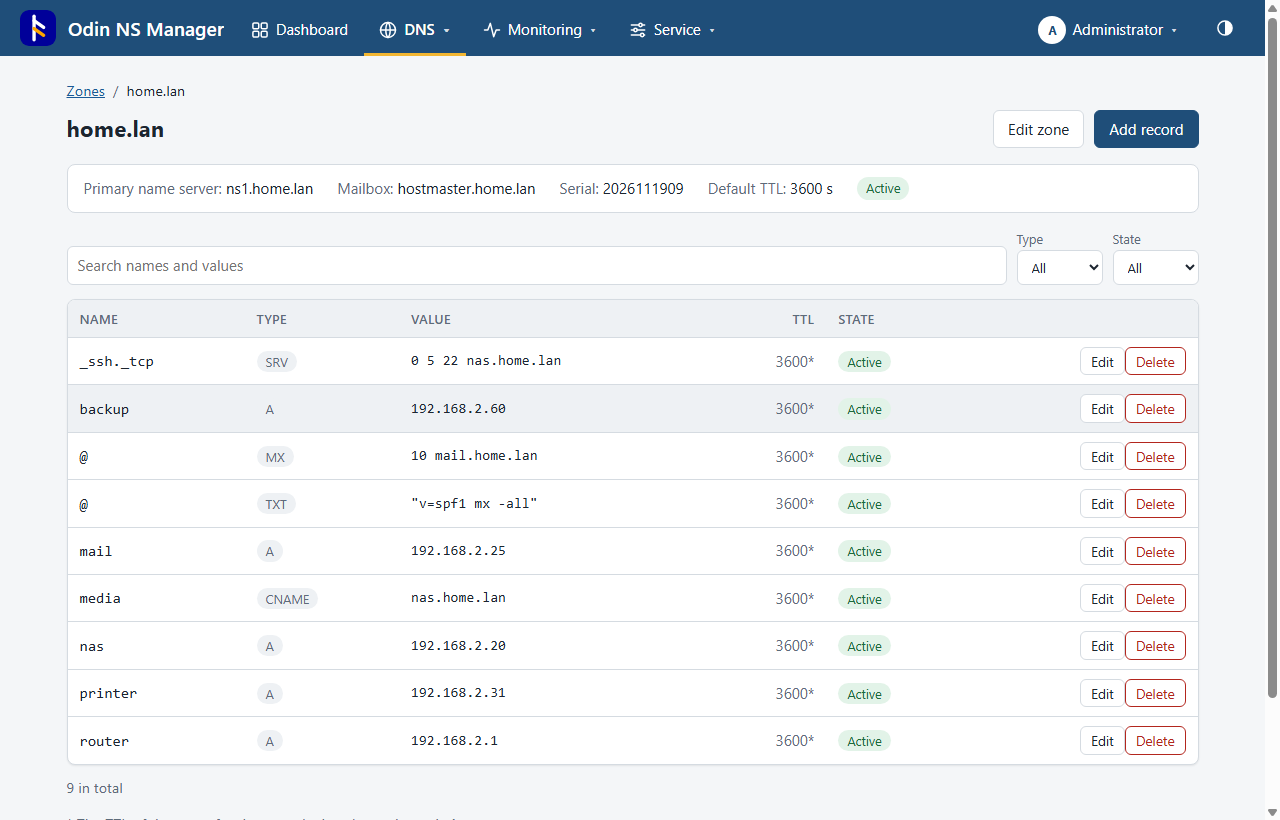 Odin NS Manager Dashboard DNS Monitoring Service A Administrator
Zones / home.lan
home.lan
Edit zone Add record
Primary name server: ns1.home.lan Mailbox: hostmaster.home.lan Serial: 2026111909 Default TTL: 3600 s Active
Type State
Search names and values All All
NAME TYPE VALUE TTL STATE
_ssh._tcp SRV 0 5 22 nas.home.lan 3600* Active Edit Delete
backup A 192.168.2.60 3600* Active Edit Delete
@ MX 10 mail.home.lan 3600* Active Edit Delete
@ TXT "v=spf1 mx -all" 3600* Active Edit Delete
mail A 192.168.2.25 3600* Active Edit Delete
media CNAME nas.home.lan 3600* Active Edit Delete
nas A 192.168.2.20 3600* Active Edit Delete
printer A 192.168.2.31 3600* Active Edit Delete
router A 192.168.2.1 3600* Active Edit Delete
9 in total